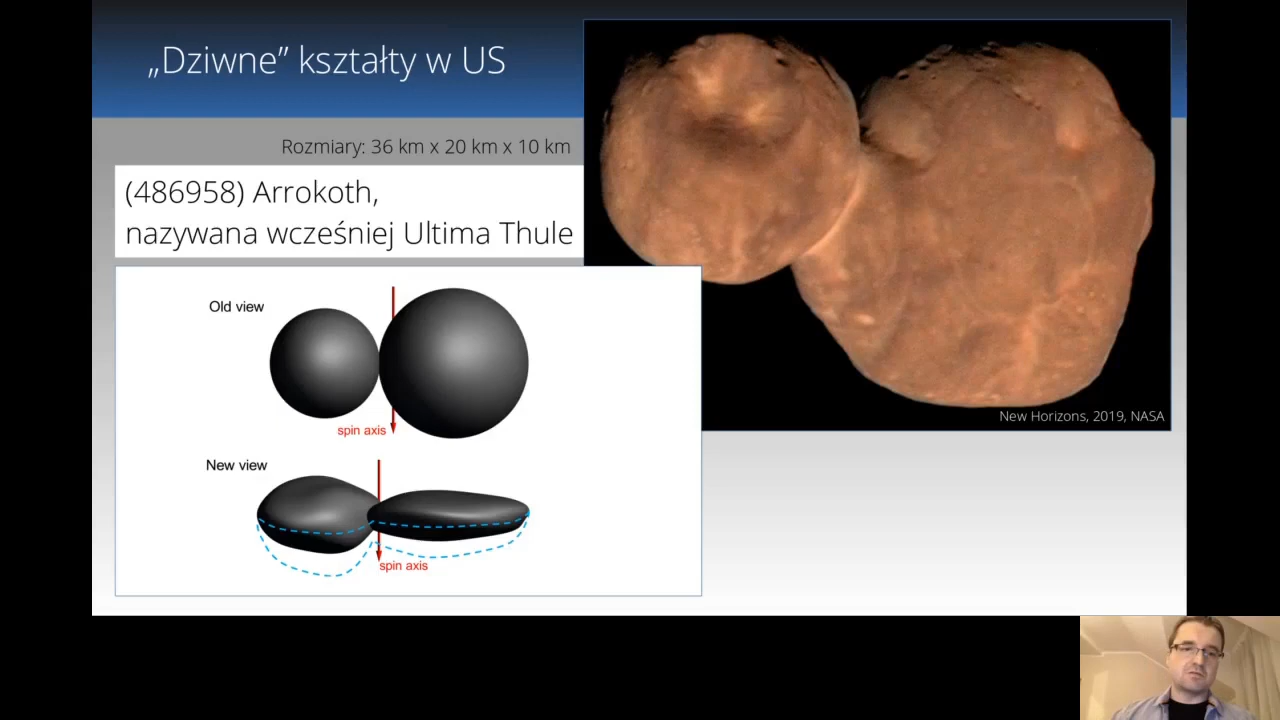 „Dziwne” kształty w US
Rozmiary: 36 km x 20 km x 10 km
(486958) Arrokoth,
nazywana wcześniej Ultima Thule
New Horizons, 2019, NASA
Old view
spin axis
New view
spin axis